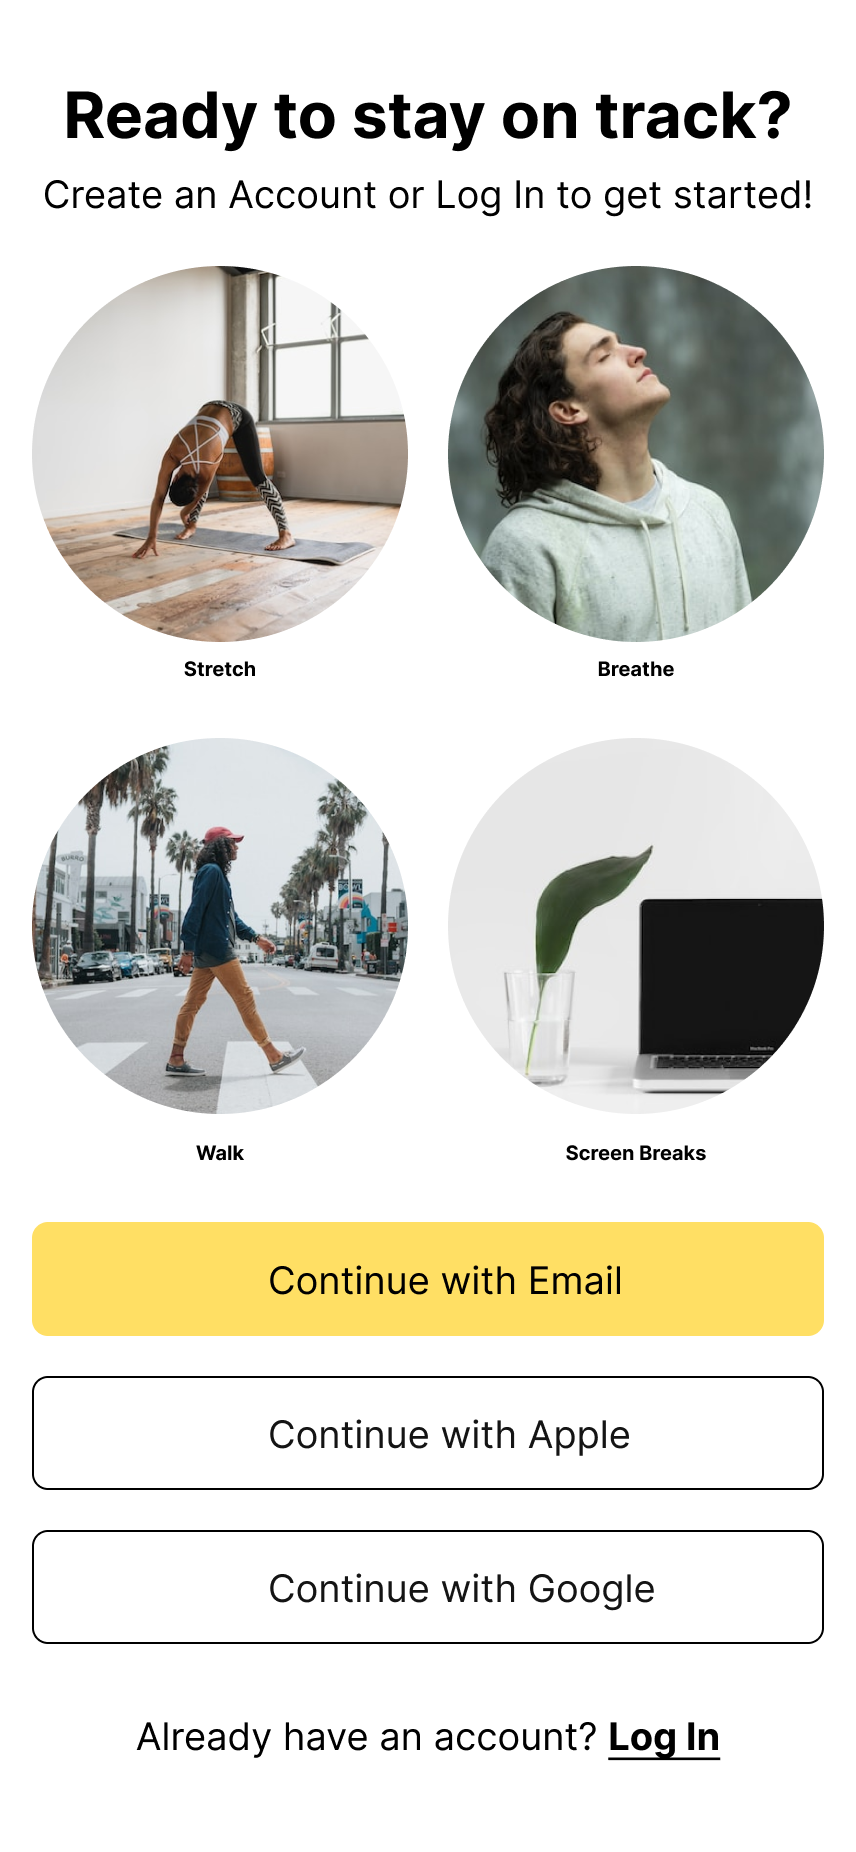 Ready to stay on track?
Create an Account or Log In to get started!
Stretch
Breathe
Walk
Screen Breaks
Continue with Email
Continue with Apple
Continue with Google
Already have an account? Log In